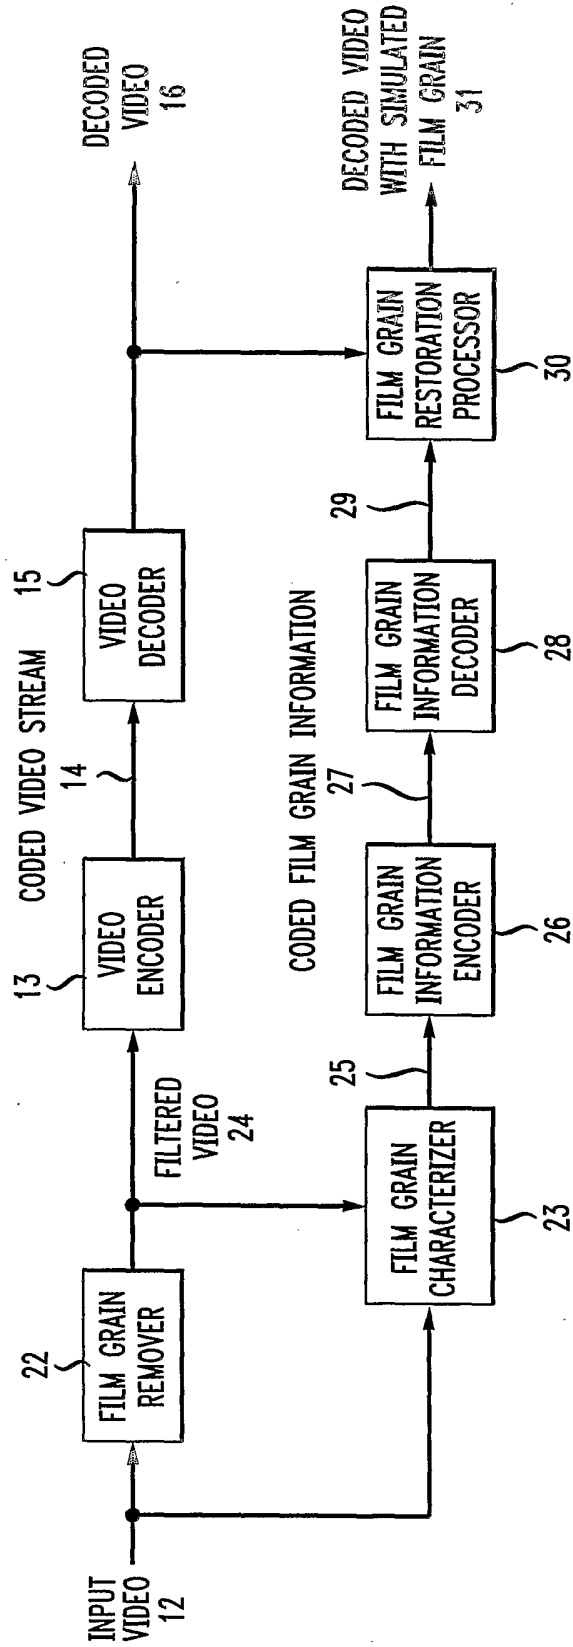 INPUT
VIDEO
12
22
FILM GRAIN
REMOVER
FILTERED
VIDEO
24
13
VIDEO
ENCODER
CODED VIDEO STREAM
14
15
VIDEO
DECODER
DECODED
VIDEO
16
FILM GRAIN
CHARACTERIZER
23
25
FILM GRAIN
INFORMATION
ENCODER
26
CODED FILM GRAIN INFORMATION
27
FILM GRAIN
INFORMATION
DECODER
28
29
FILM GRAIN
RESTORATION
PROCESSOR
30
DECODED VIDEO
WITH SIMULATED
FILM GRAIN
31